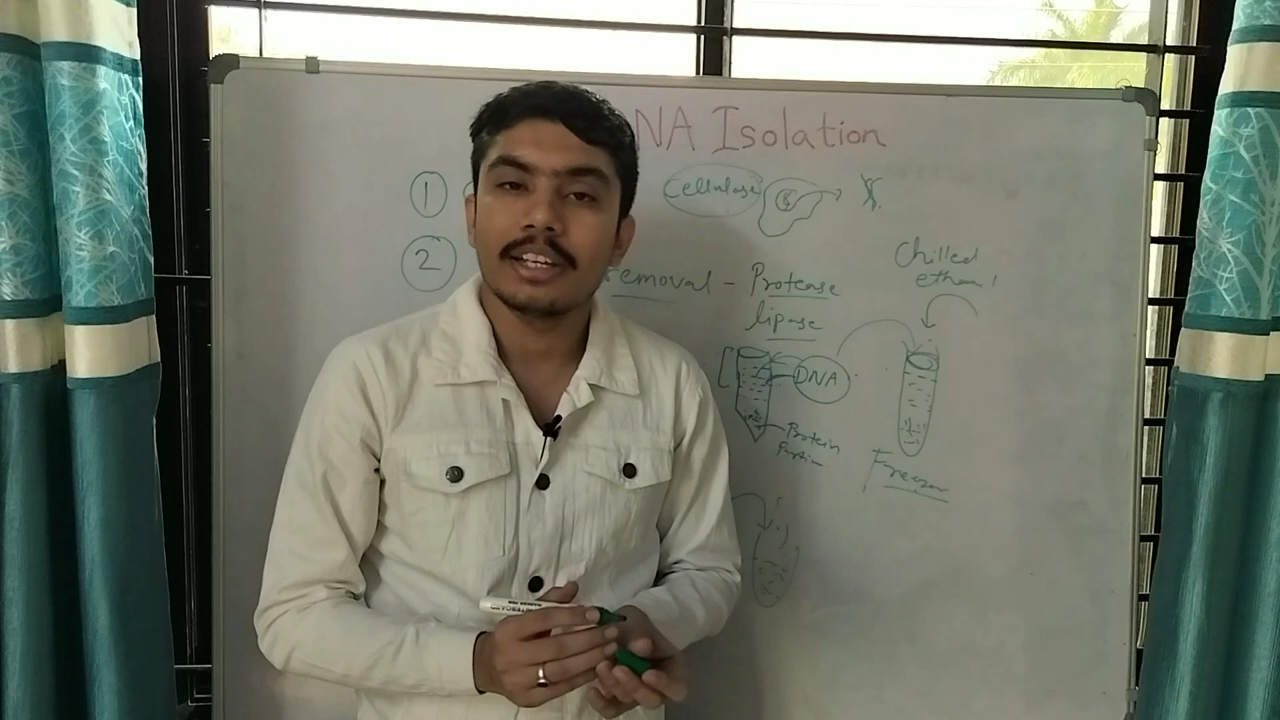 NA Isolation
1
Cellulase
2
removal - Protease
lipase
Chilled
ethanol
DNA
Protein
Freezer